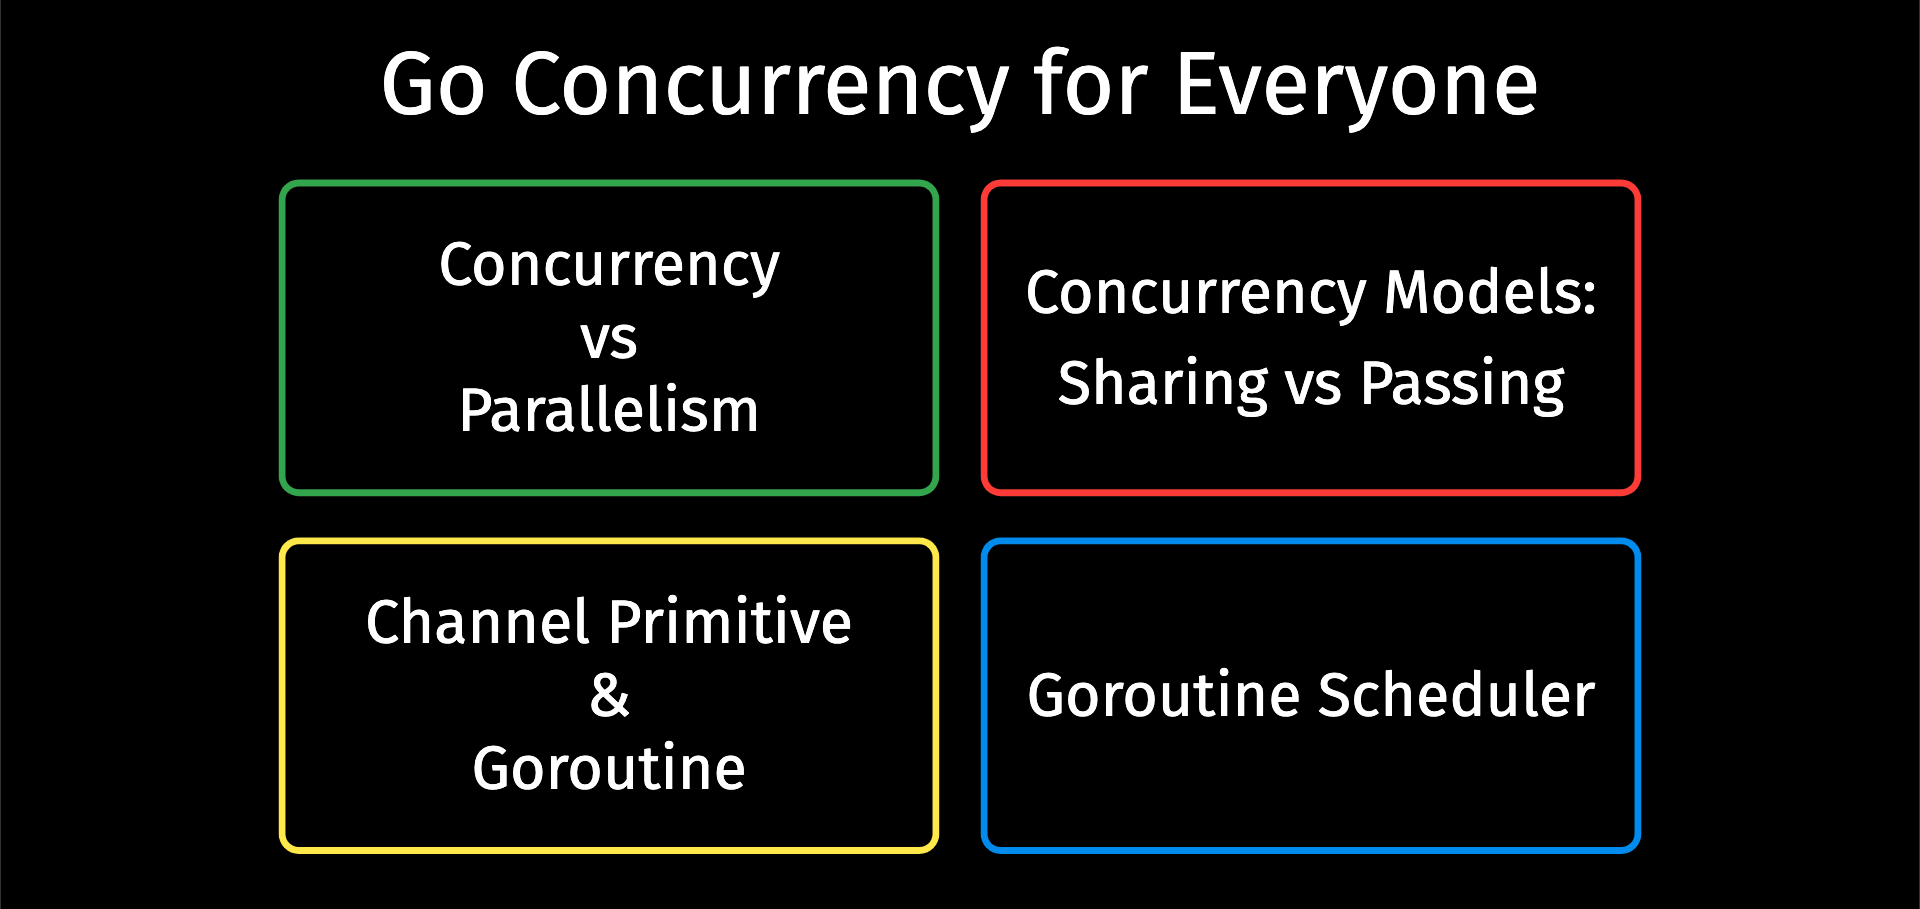 Go Concurrency for Everyone
Concurrency
vs
Parallelism
Concurrency Models:
Sharing vs Passing
Channel Primitive
&
Goroutine
Goroutine Scheduler